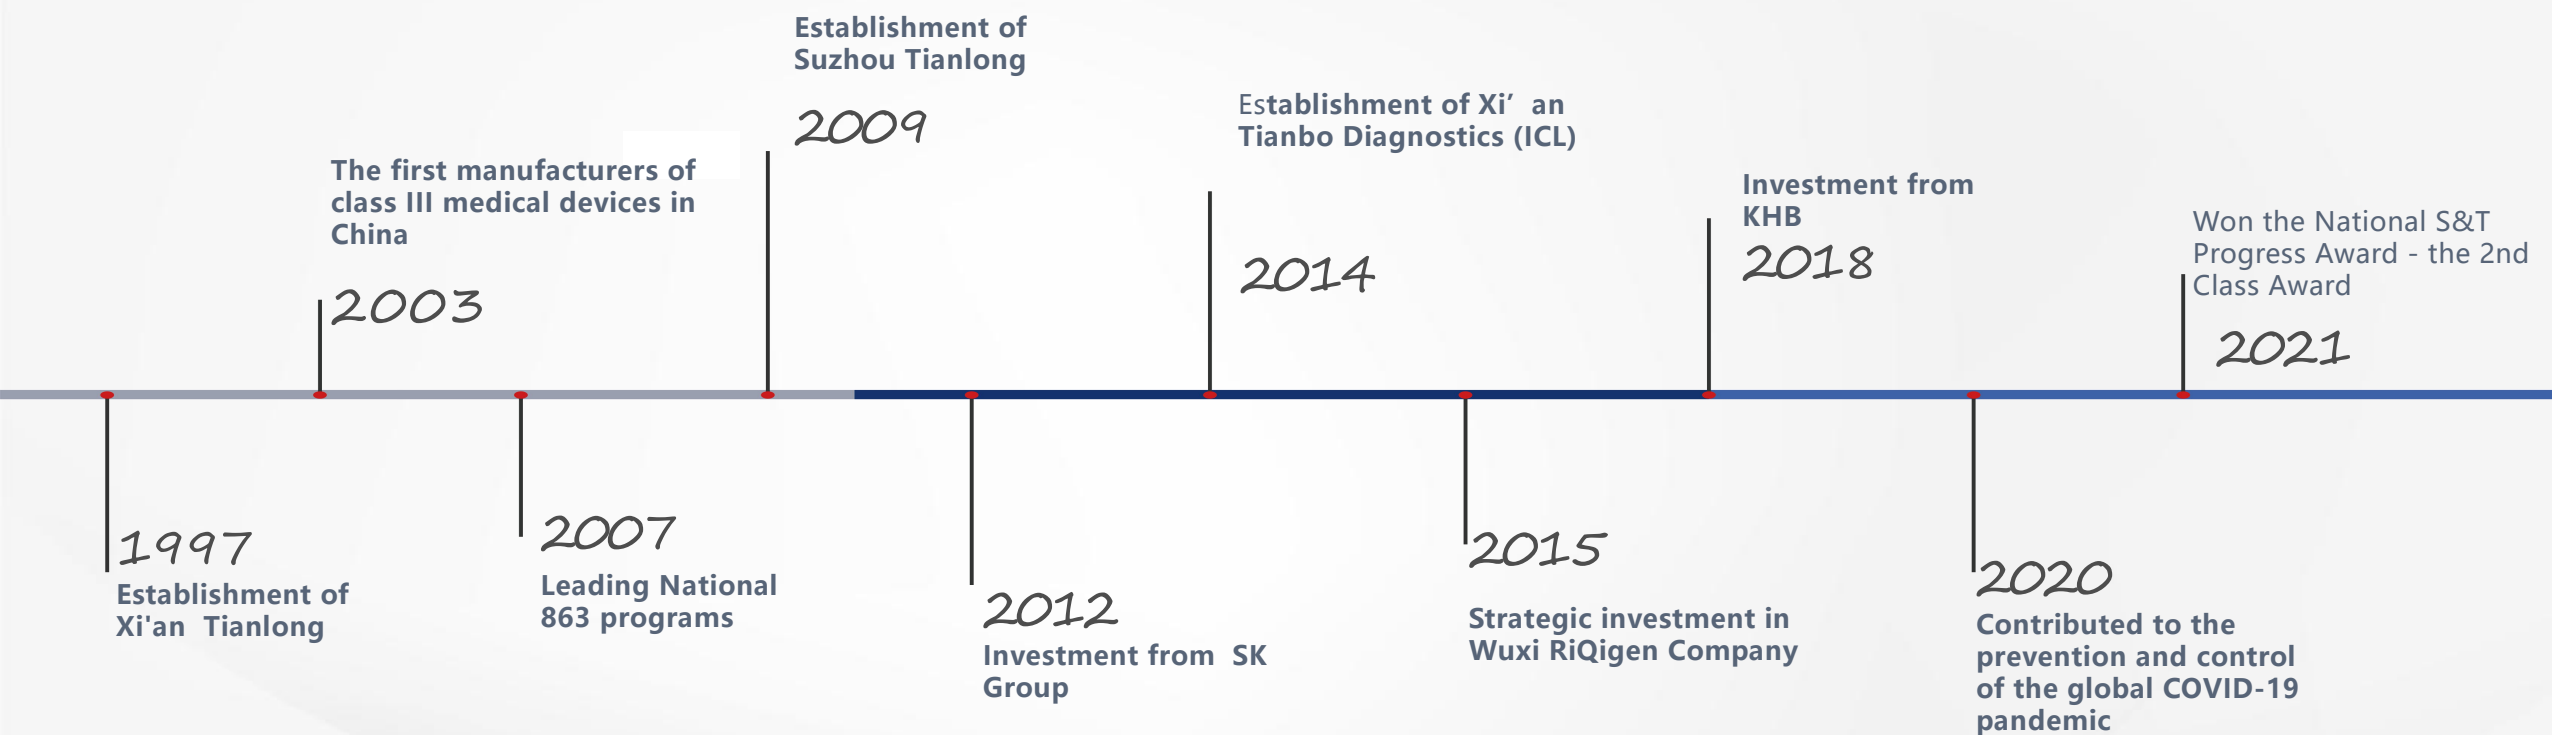 1997
Establishment of
Xi'an  Tianlong
The first manufacturers of
class III medical devices in
China
2003
2007
Leading National
863 programs
Establishment of
Suzhou Tianlong
2009
2012
Investment from  SK
Group
Establishment of Xi’ an
Tianbo Diagnostics (ICL)
2014
2015
Strategic investment in
Wuxi RiQigen Company
Investment from
KHB
2018
2020
Contributed to the
prevention and control
of the global COVID-19
pandemic
Won the National S&T
Progress Award - the 2nd
Class Award
2021